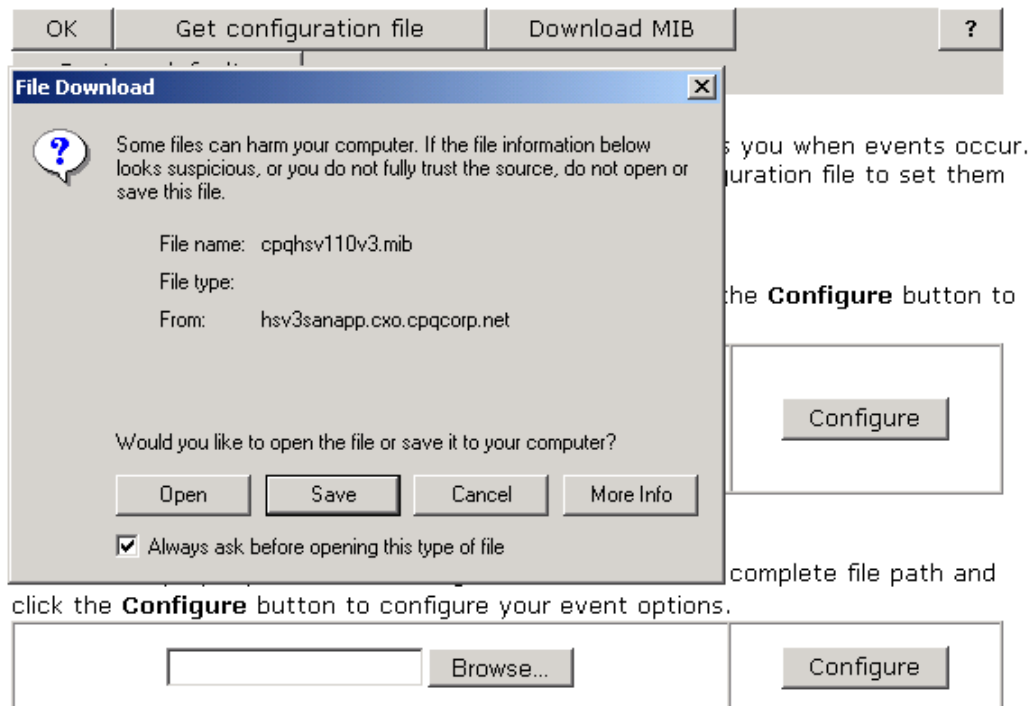 OK Get configuration file Download MIB ?
File Download
Some files can harm your computer. If the file information below
looks suspicious, or you do not fully trust the source, do not open or
save this file.
File name: cpqhsv110v3.mib
File type:
From: hsv3sanapp.cxo.cpqcorp.net
Would you like to open the file or save it to your computer?
Open Save Cancel More Info
Always ask before opening this type of file
you when events occur.
uration file to set them
the Configure button to
Configure
complete file path and
click the Configure button to configure your event options.
Browse... Configure